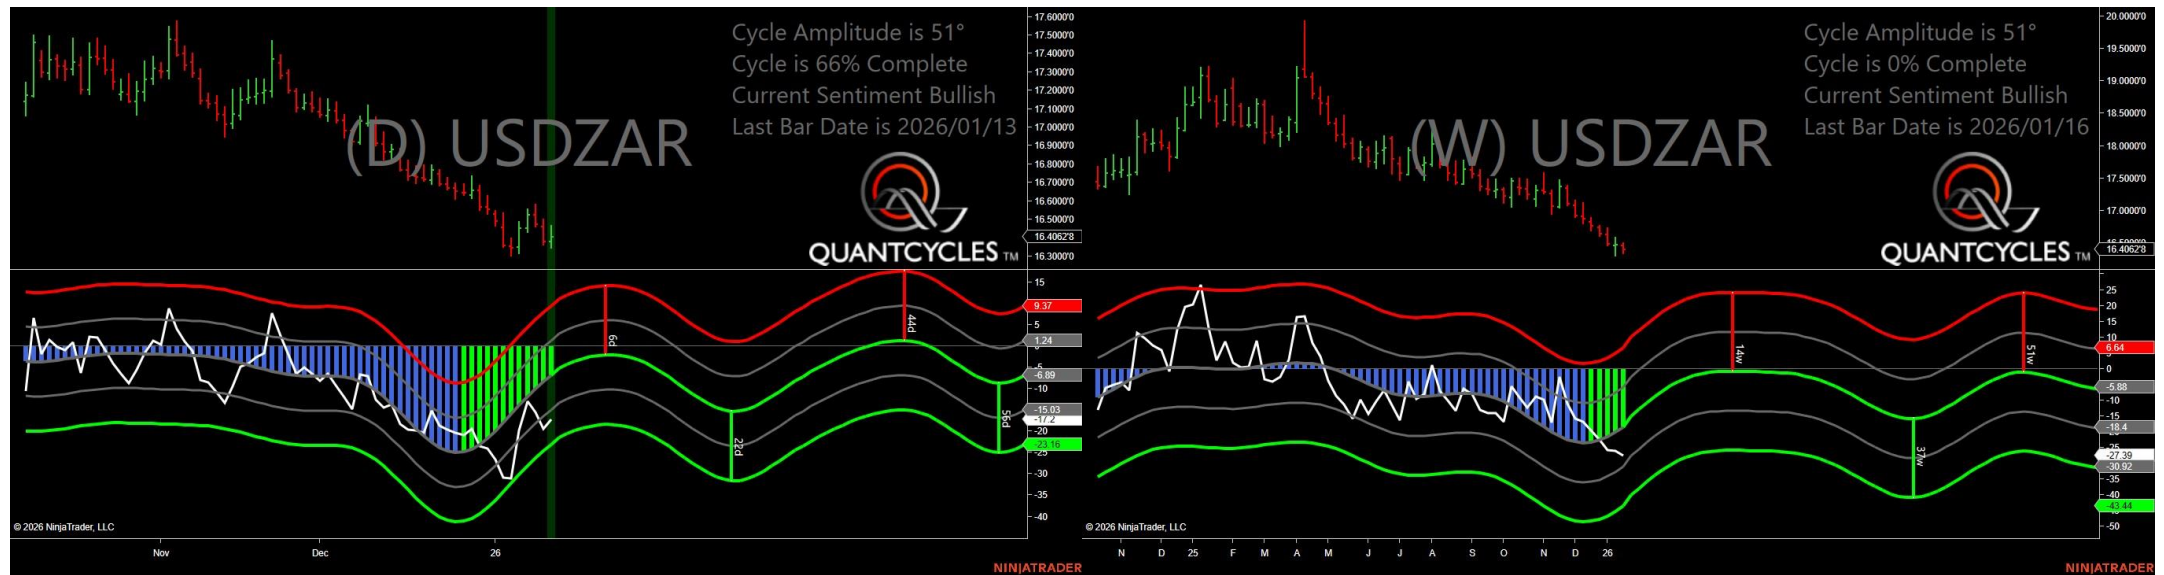 Cycle Amplitude is 51°
Cycle is 66% Complete
Current Sentiment Bullish
Last Bar Date is 2026/01/13
(D) USDZAR
QUANTCYCLES TM
17.6000'0
17.5000'0
17.4000'0
17.3000'0
17.2000'0
17.1000'0
17.0000'0
16.9000'0
16.8000'0
16.7000'0
16.6000'0
16.5000'0
16.4062'8
16.3000'0
15
9.37
5
1.24
-6.89
-10
-15.03
-17.2
-20
-23.16
-25
-30
-35
-40
6d
22d
44d
56d
© 2026 NinjaTrader, LLC
Nov
Dec
26
NINJATRADER
Cycle Amplitude is 51°
Cycle is 0% Complete
Current Sentiment Bullish
Last Bar Date is 2026/01/16
(W) USDZAR
QUANTCYCLES TM
20.0000'0
19.5000'0
19.0000'0
18.5000'0
18.0000'0
17.5000'0
17.0000'0
16.4062'8
25
20
15
10
6.64
0
-5.88
-10
-15
-18.4
-27.39
-30.92
-35
-40
-43.44
-50
14w
37w
51w
© 2026 NinjaTrader, LLC
N D 25 F M A M J J A S O N D 26
NINJATRADER